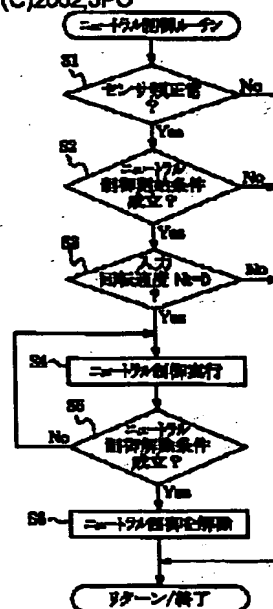 (C)2002,JPO
ニュートラル制御ルーチン
S1
センサ類正常
?
No
Yes
S2
ニュートラル
制御開始条件
成立?
No
Yes
S3
入力
回転速度 Nt=0
?
No
Yes
S4
ニュートラル制御実行
S5
ニュートラル
制御解除条件
成立?
No
Yes
S6
ニュートラル制御を解除
リターン/終了